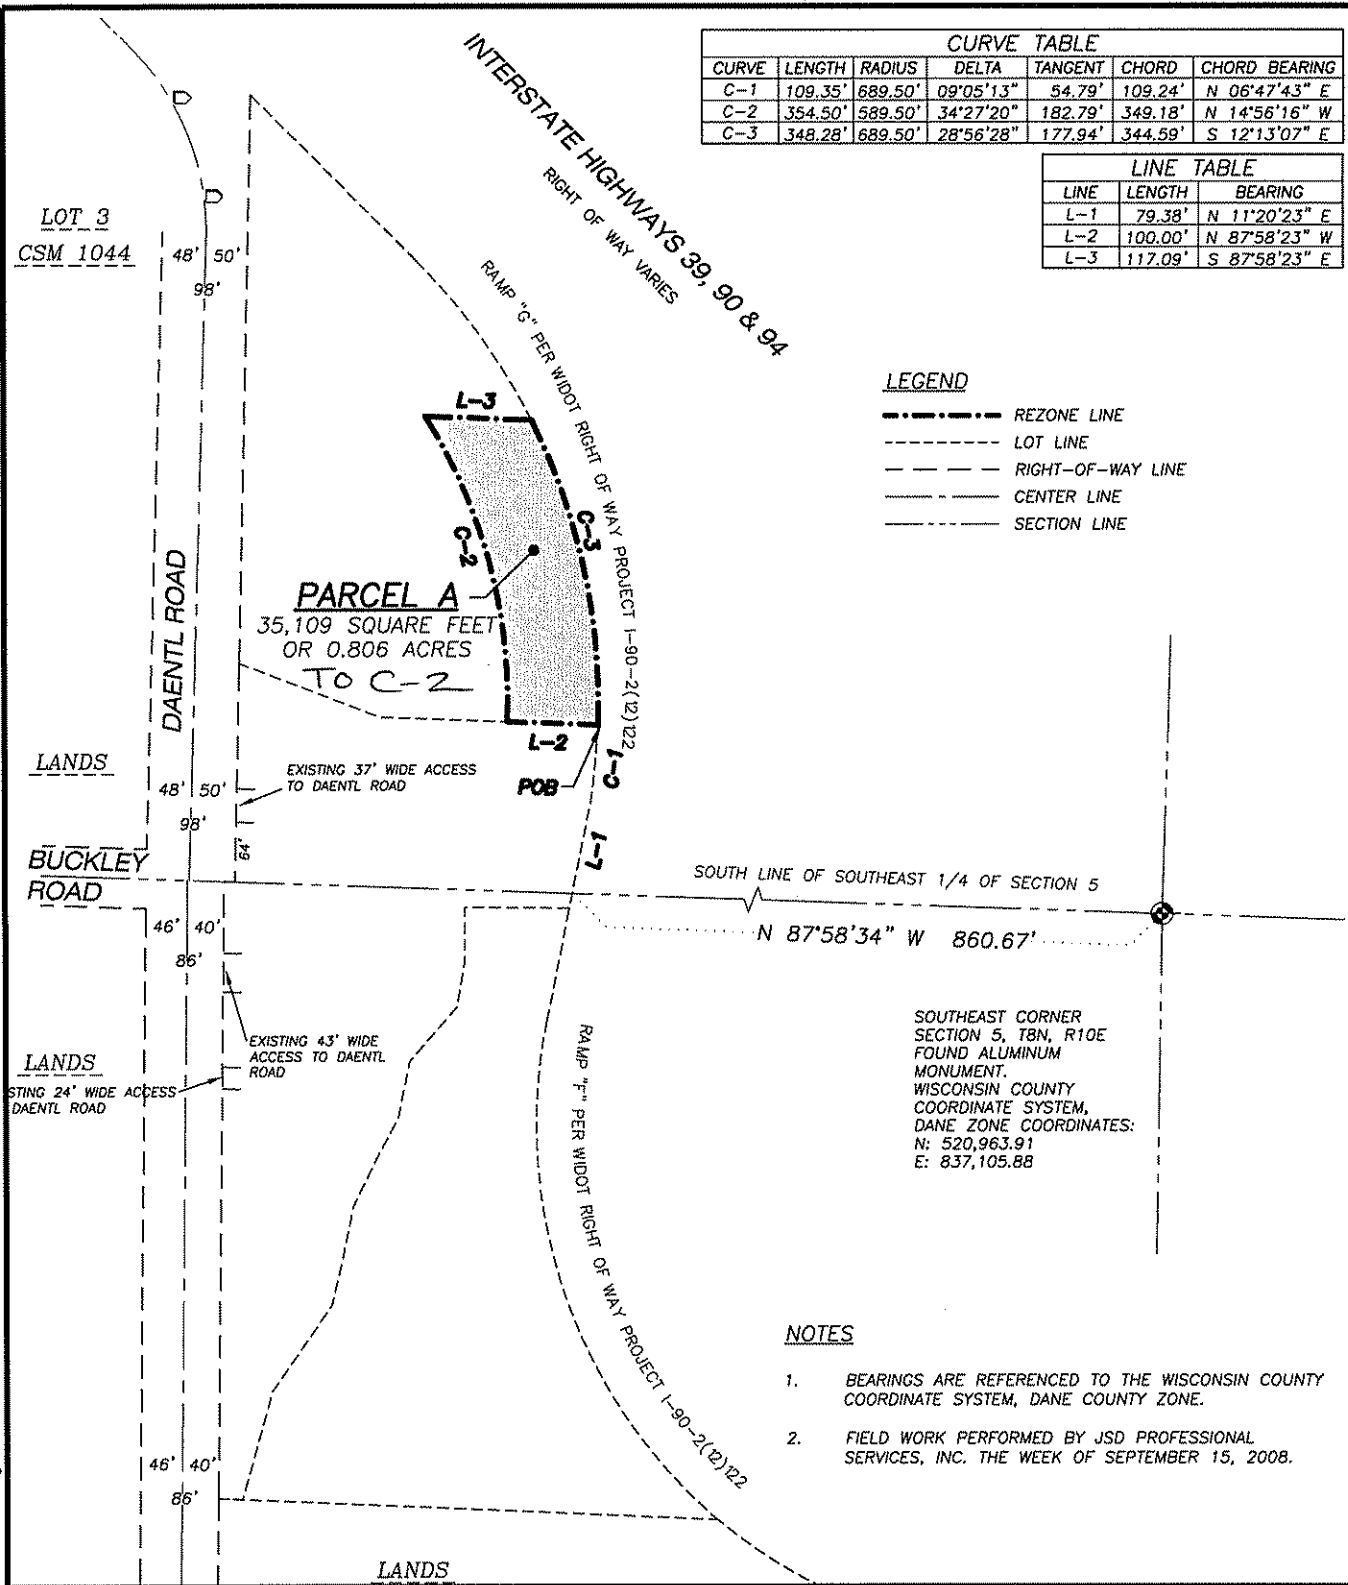 CURVE TABLE
CURVE LENGTH RADIUS DELTA TANGENT CHORD CHORD BEARING
C-1 109.35' 689.50' 09°05'13" 54.79' 109.24' N 06°47'43" E
C-2 354.50' 589.50' 34°27'20" 182.79' 349.18' N 14°56'16" W
C-3 348.28' 689.50' 28°56'28" 177.94' 344.59' S 12°13'07" E
LINE TABLE
LINE LENGTH BEARING
L-1 79.38' N 11°20'23" E
L-2 100.00' N 87°58'23" W
L-3 117.09' S 87°58'23" E
INTERSTATE HIGHWAYS 39, 90 & 94
RIGHT OF WAY VARIES
LOT 3
CSM 1044
48' 50'
98'
RAMP "G" PER WIDOT RIGHT OF WAY PROJECT I-90-2(12)122
LEGEND
REZONE LINE
LOT LINE
RIGHT-OF-WAY LINE
CENTER LINE
SECTION LINE
L-3
C-3
C-2
DAENTL ROAD
PARCEL A
35,109 SQUARE FEET
OR 0.806 ACRES
TO C-2
L-2
POB
C-1
L-1
LANDS
EXISTING 37' WIDE ACCESS
TO DAENTL ROAD
48' 50'
98'
64'
BUCKLEY
ROAD
SOUTH LINE OF SOUTHEAST 1/4 OF SECTION 5
N 87°58'34" W 860.67'
46' 40'
86'
EXISTING 43' WIDE
ACCESS TO DAENTL
ROAD
LANDS
STING 24' WIDE ACCESS
DAENTL ROAD
SOUTHEAST CORNER
SECTION 5, T8N, R10E
FOUND ALUMINUM
MONUMENT.
WISCONSIN COUNTY
COORDINATE SYSTEM,
DANE ZONE COORDINATES:
N: 520,963.91
E: 837,105.88
RAMP "F" PER WIDOT RIGHT OF WAY PROJECT I-90-2(12)122
NOTES
1. BEARINGS ARE REFERENCED TO THE WISCONSIN COUNTY
COORDINATE SYSTEM, DANE COUNTY ZONE.
2. FIELD WORK PERFORMED BY JSD PROFESSIONAL
SERVICES, INC. THE WEEK OF SEPTEMBER 15, 2008.
46' 40'
86'
LANDS